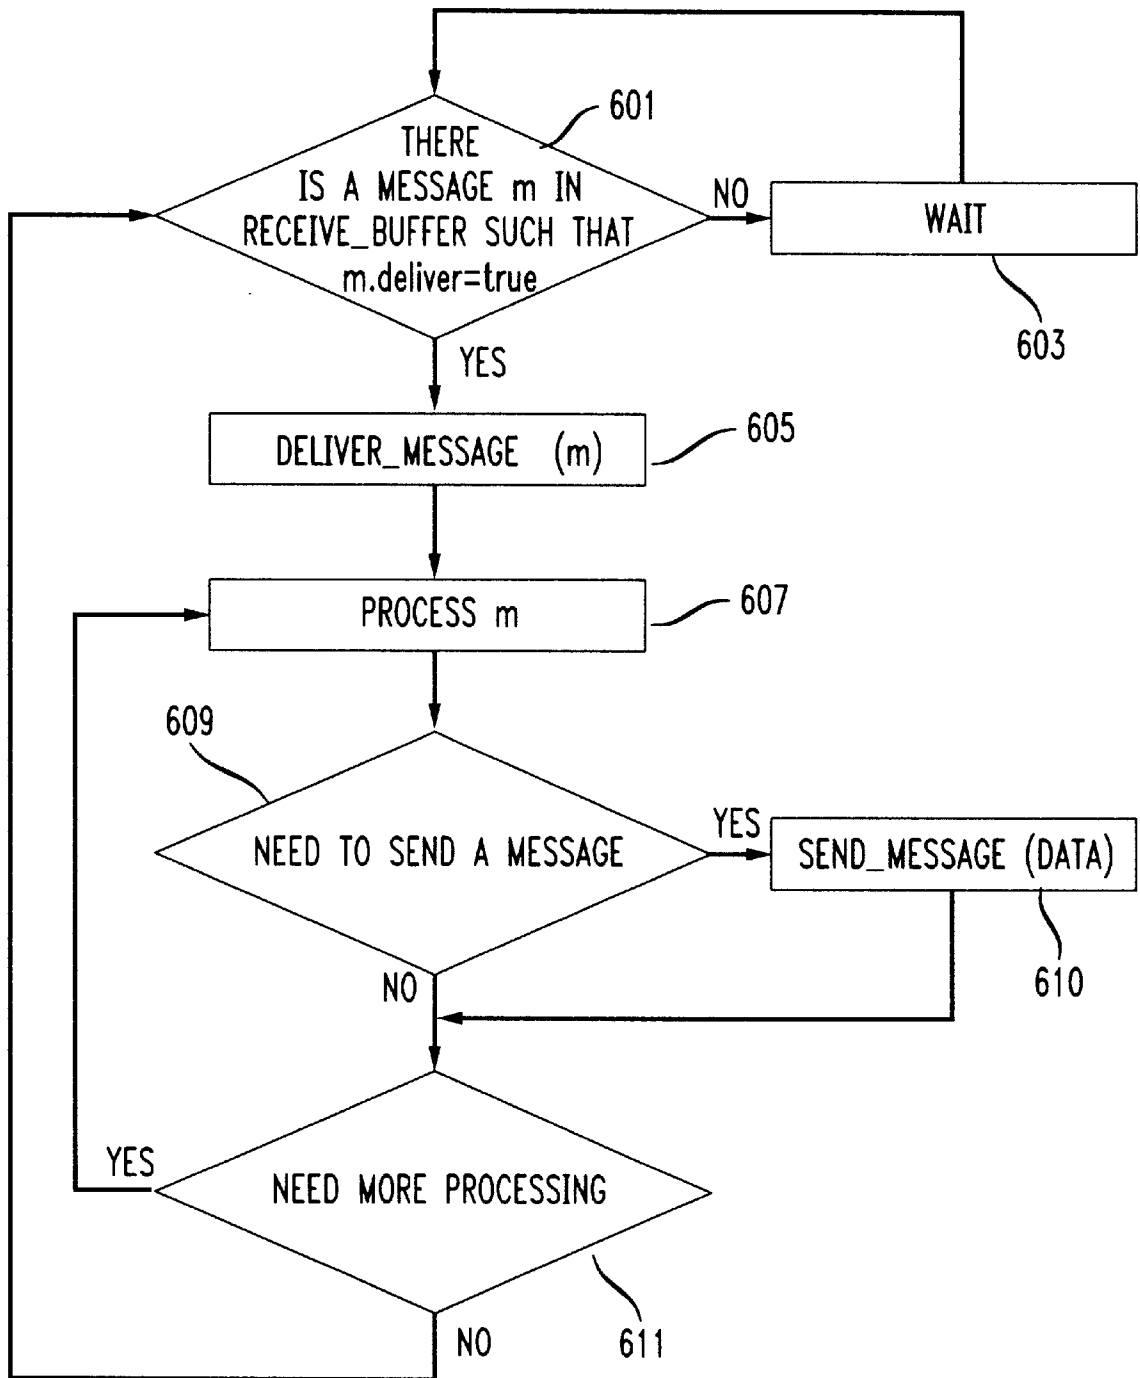 601
THERE
IS A MESSAGE m IN
RECEIVE_BUFFER SUCH THAT
m.deliver=true
NO
WAIT
603
YES
DELIVER_MESSAGE (m)
605
PROCESS m
607
609
NEED TO SEND A MESSAGE
YES
SEND_MESSAGE (DATA)
610
NO
YES
NEED MORE PROCESSING
611
NO